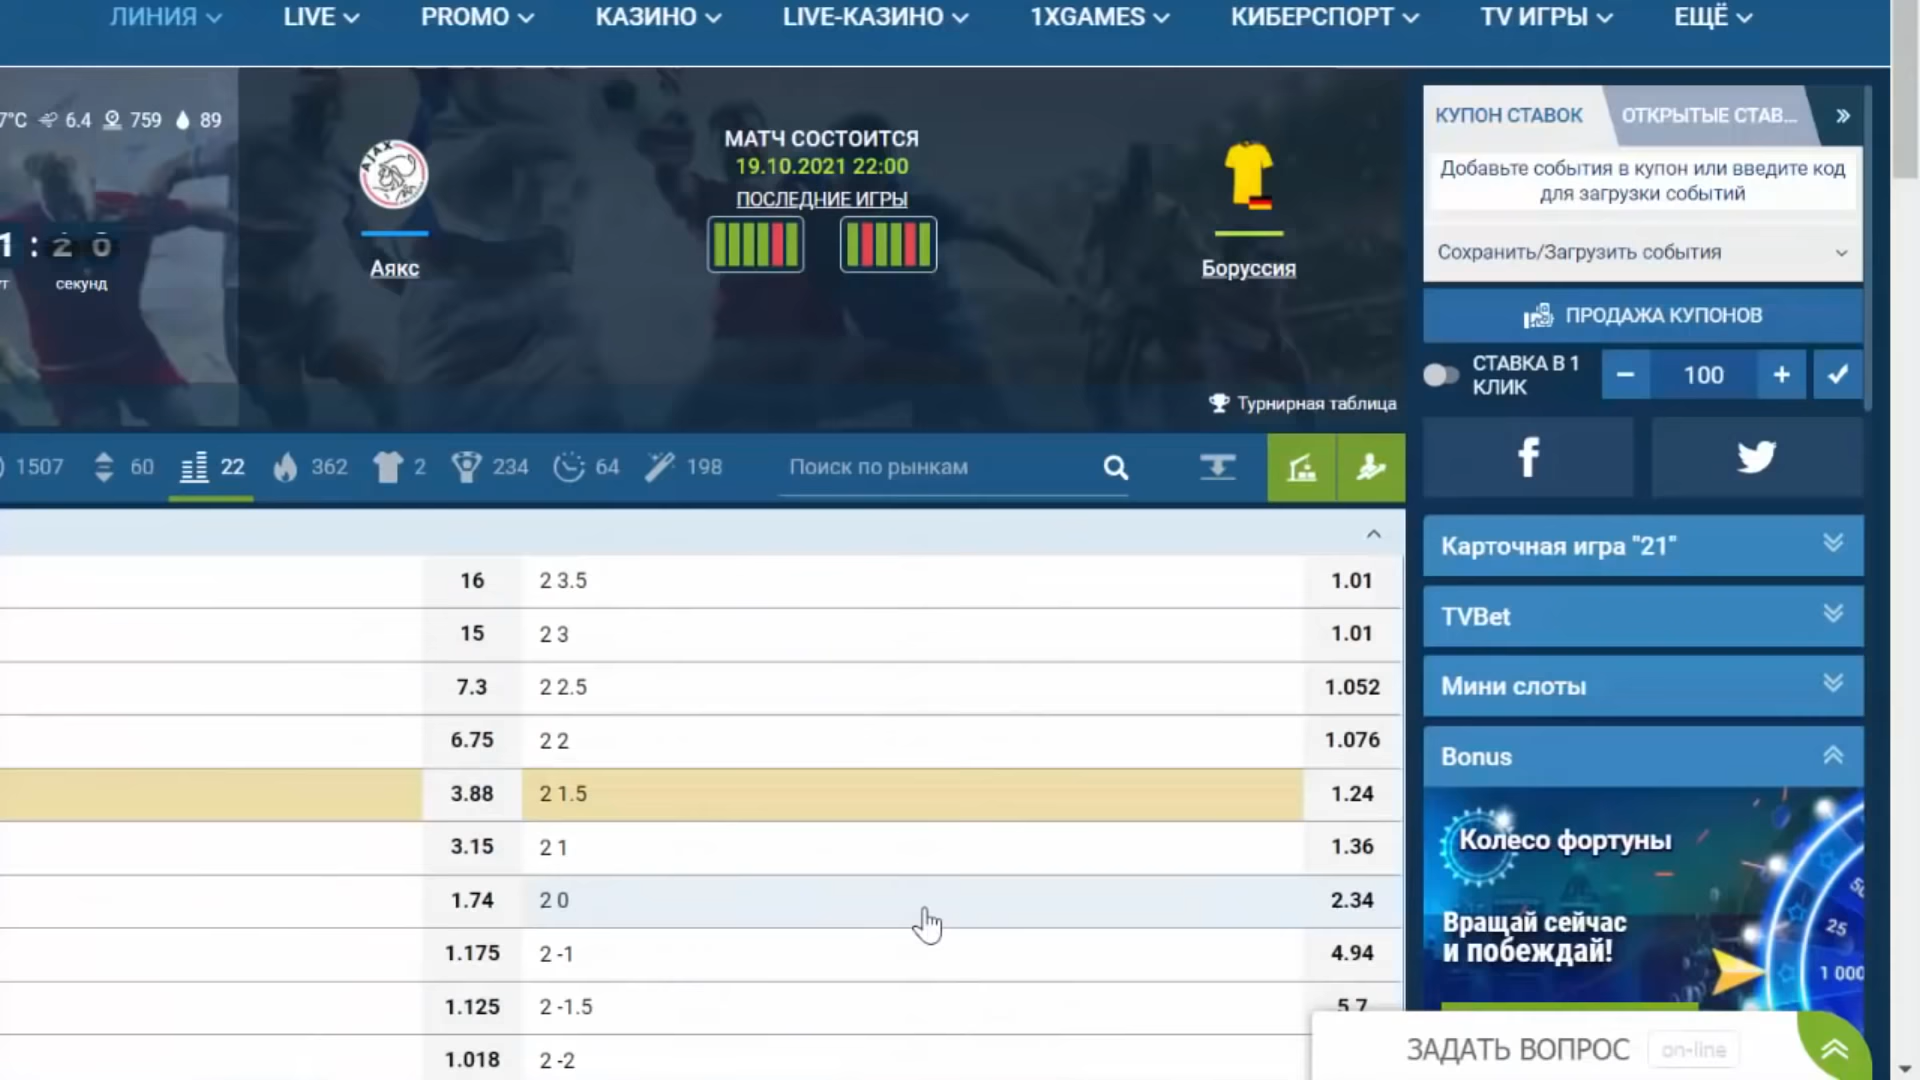 ЛИНИЯ LIVE PROMO КАЗИНО LIVE-КАЗИНО 1XGAMES КИБЕРСПОРТ TV ИГРЫ ЕЩЁ
7°C 6.4 759 89
1 : 20
секунд
AJAX
Аякс
МАТЧ СОСТОИТСЯ
19.10.2021 22:00
ПОСЛЕДНИЕ ИГРЫ
Боруссия
Турнирная таблица
1507 60 22 362 2 234 64 198 Поиск по рынкам
16 2 3.5 1.01
15 2 3 1.01
7.3 2 2.5 1.052
6.75 2 2 1.076
3.88 2 1.5 1.24
3.15 2 1 1.36
1.74 2 0 2.34
1.175 2 -1 4.94
1.125 2 -1.5 5.7
1.018 2 -2
КУПОН СТАВОК ОТКРЫТЫЕ СТАВ...
Добавьте события в купон или введите код
для загрузки событий
Сохранить/Загрузить события
ПРОДАЖА КУПОНОВ
СТАВКА В 1
КЛИК
− 100 +
Карточная игра "21"
TVBet
Мини слоты
Bonus
Колесо фортуны
Вращай сейчас
и побеждай!
25
1 000
ЗАДАТЬ ВОПРОС on-line